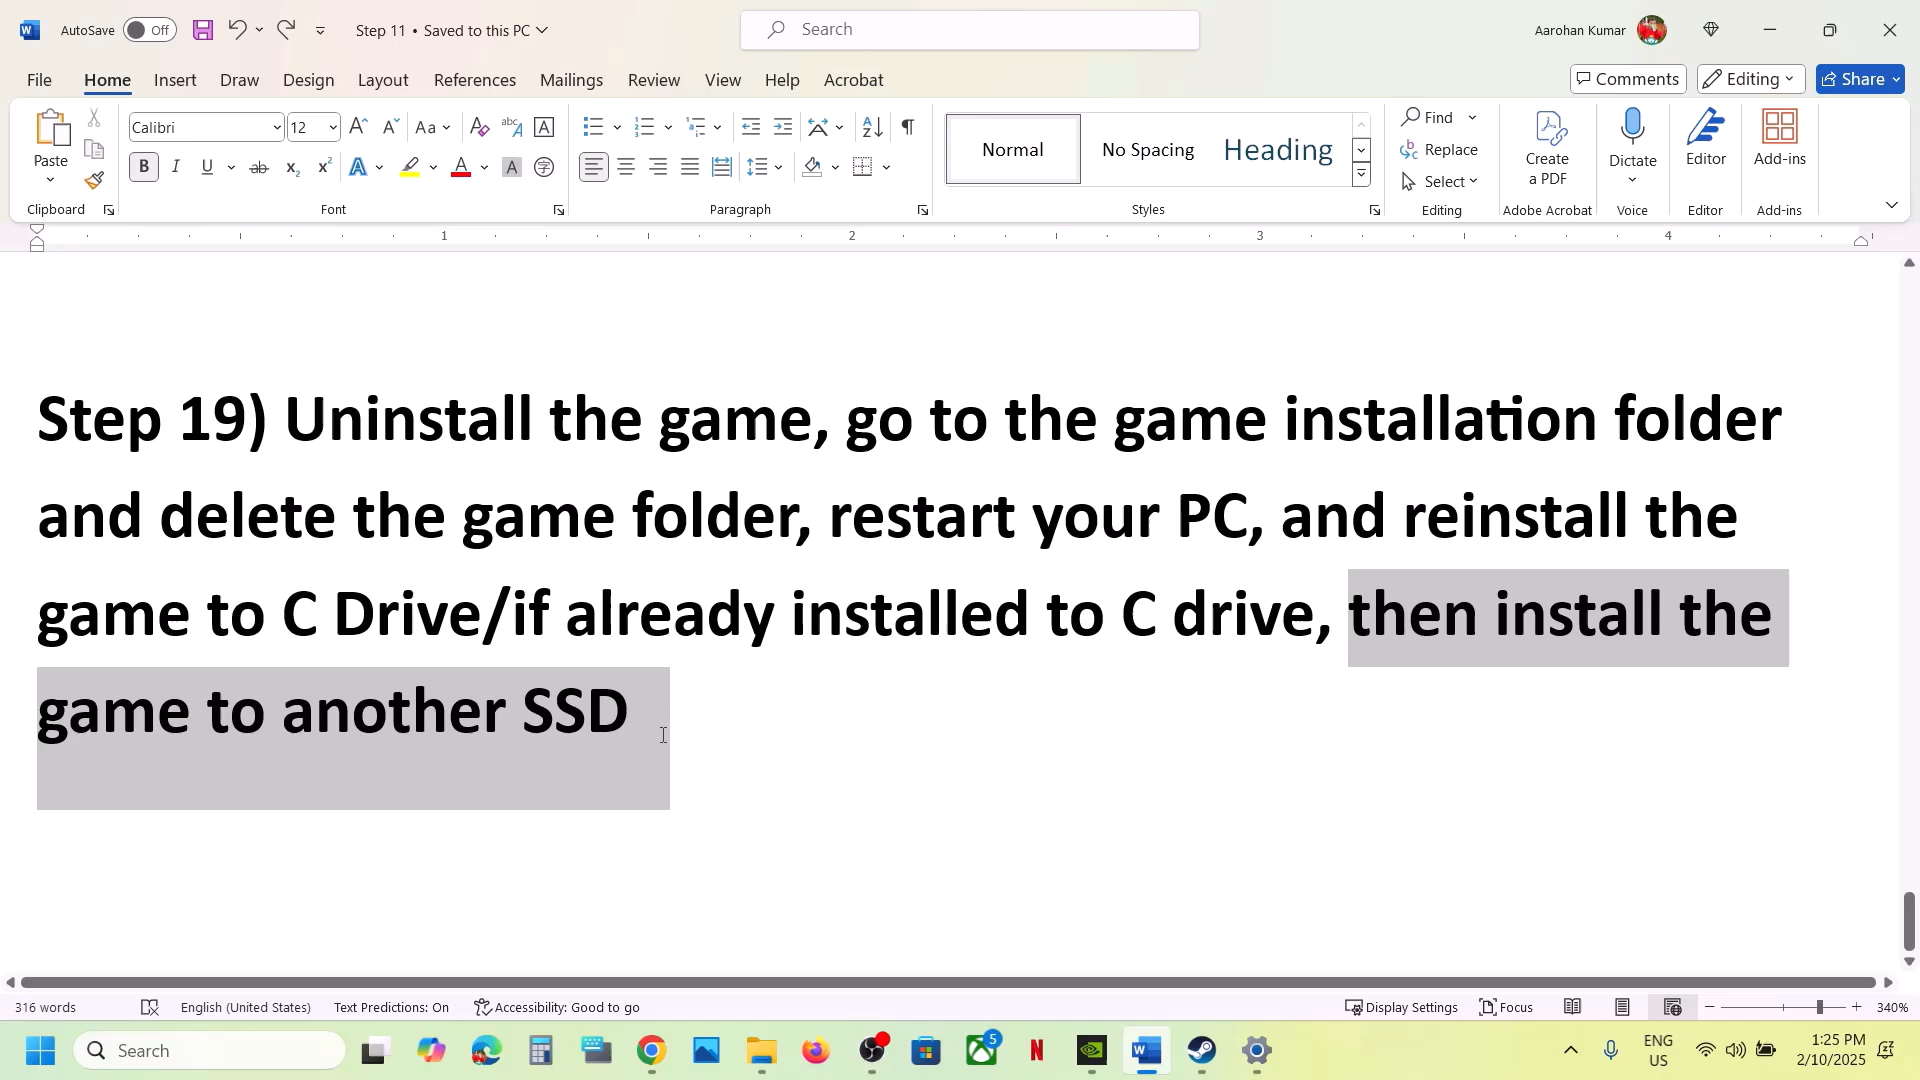 AutoSave Off Step 11 • Saved to this PC Search Aarohan Kumar
File Home Insert Draw Design Layout References Mailings Review View Help Acrobat Comments Editing Share
Paste Calibri 12 Aa Normal No Spacing Heading Find Replace Select Create a PDF Dictate Editor Add-ins
Clipboard Font Paragraph Styles Editing Adobe Acrobat Voice Editor Add-ins
1 2 3 4
Step 19) Uninstall the game, go to the game installation folder
and delete the game folder, restart your PC, and reinstall the
game to C Drive/if already installed to C drive, then install the
game to another SSD
316 words English (United States) Text Predictions: On Accessibility: Good to go Display Settings Focus 340%
Search 5 ENG US 1:25 PM 2/10/2025